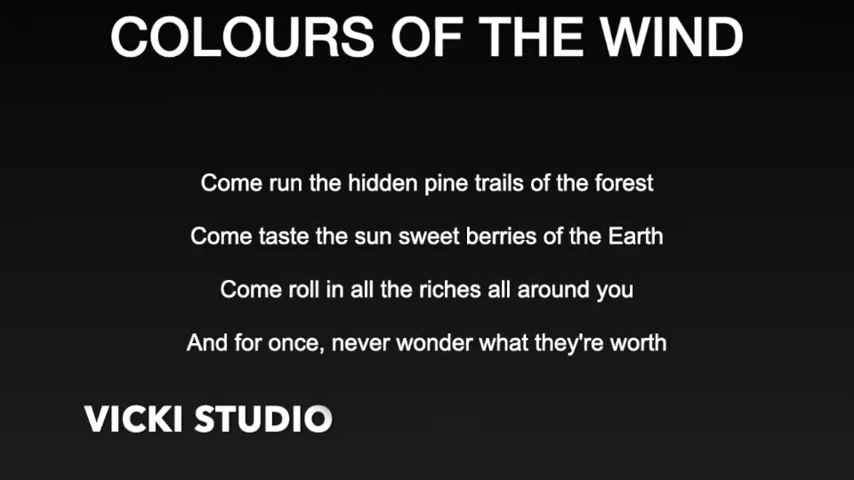 COLOURS OF THE WIND
Come run the hidden pine trails of the forest
Come taste the sun sweet berries of the Earth
Come roll in all the riches all around you
And for once, never wonder what they're worth
VICKI STUDIO